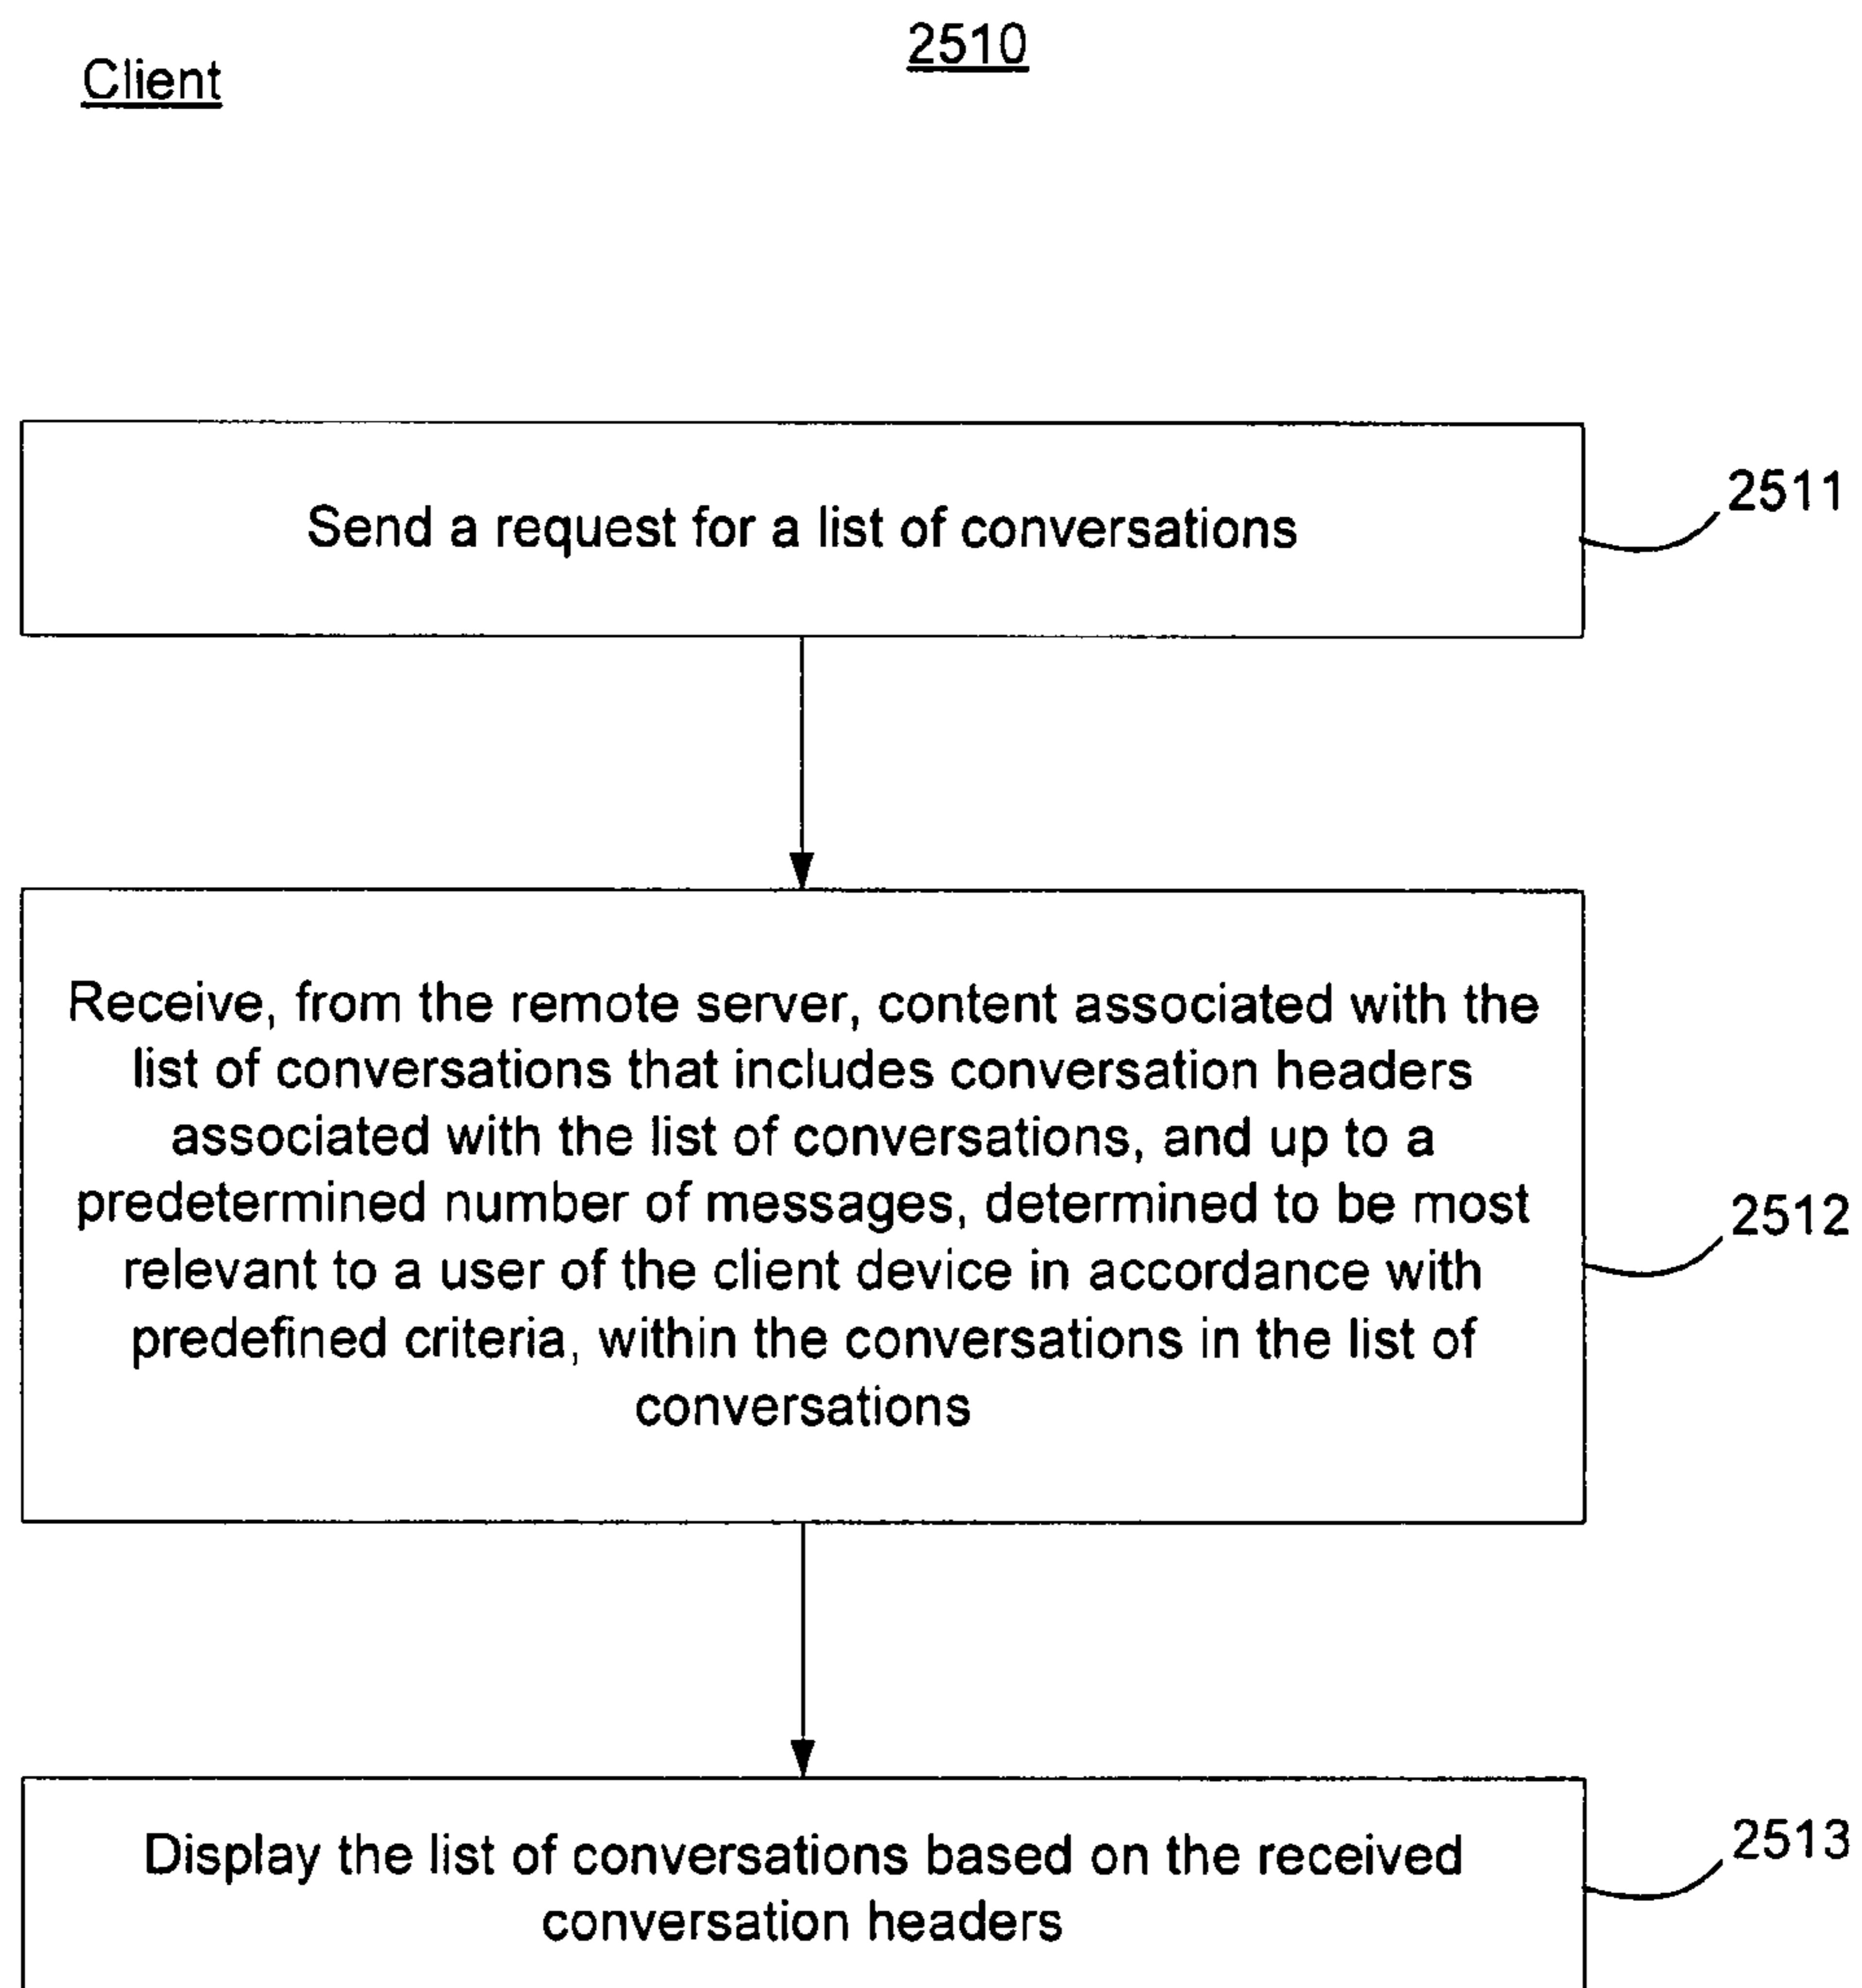 2510
Client
Send a request for a list of conversations
2511
Receive, from the remote server, content associated with the
list of conversations that includes conversation headers
associated with the list of conversations, and up to a
predetermined number of messages, determined to be most
relevant to a user of the client device in accordance with
predefined criteria, within the conversations in the list of
conversations
2512
Display the list of conversations based on the received
conversation headers
2513